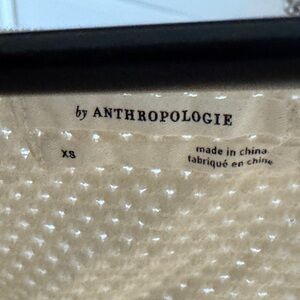 by ANTHROPOLOGIE
XS
made in china
fabriqué en chine